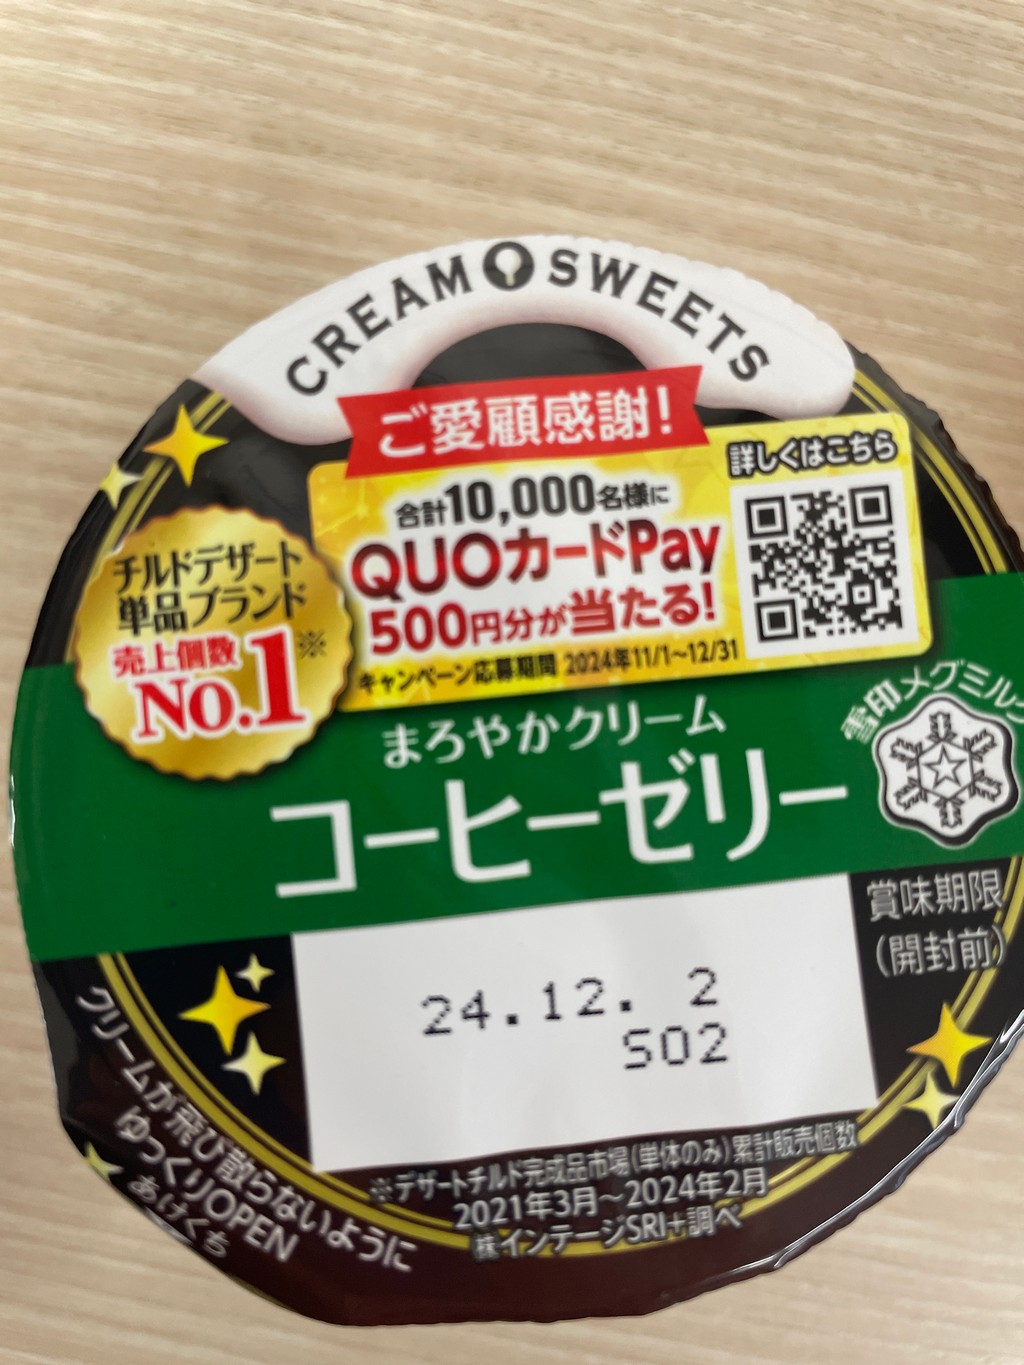 CREAM SWEETS
ご愛顧感謝!
詳しくはこちら
合計10,000名様に
QUOカードPay
500円分が当たる!
キャンペーン応募期間 2024年11/1~12/31
チルドデザート
単品ブランド
売上個数
No.1※
まろやかクリーム
コーヒーゼリー
雪印メグミルク
賞味期限
(開封前)
24.12. 2
S02
クリームが飛び散らないように
ゆっくりOPEN
あけくち
※デザートチルド完成品市場(単体のみ)累計販売個数
2021年3月~2024年2月
㈱インテージSRI+調べ